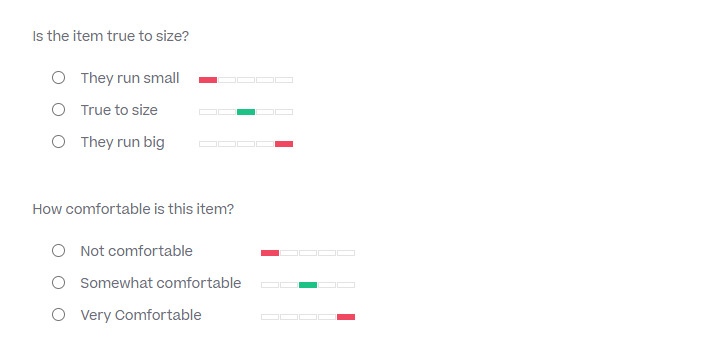 Is the item true to size?
They run small
True to size
They run big
How comfortable is this item?
Not comfortable
Somewhat comfortable
Very Comfortable